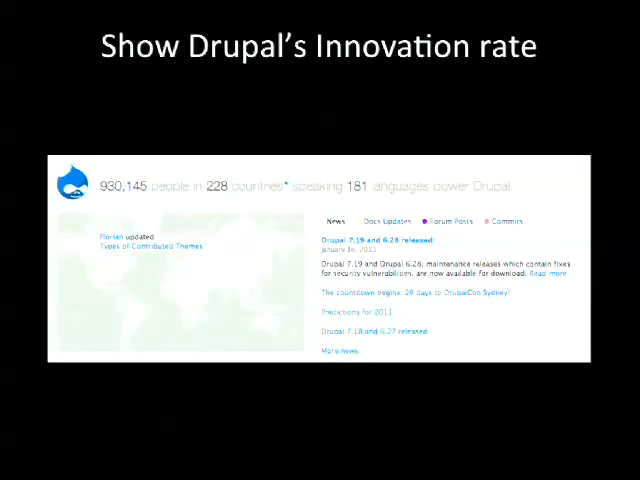 Show Drupal's Innovation rate
930,145 people in 228 countries* speaking 181 languages power Drupal.
Florian updated
Types of Contributed Themes
News Docs Updates Forum Posts Commits
Drupal 7.19 and 6.28 released
January 16, 2013
Drupal 7.19 and Drupal 6.28, maintenance releases which contain fixes
for security vulnerabilities, are now available for download. Read more
The countdown begins. 28 days to DrupalCon Sydney!
Predictions for 2013
Drupal 7.18 and 6.27 released
More news